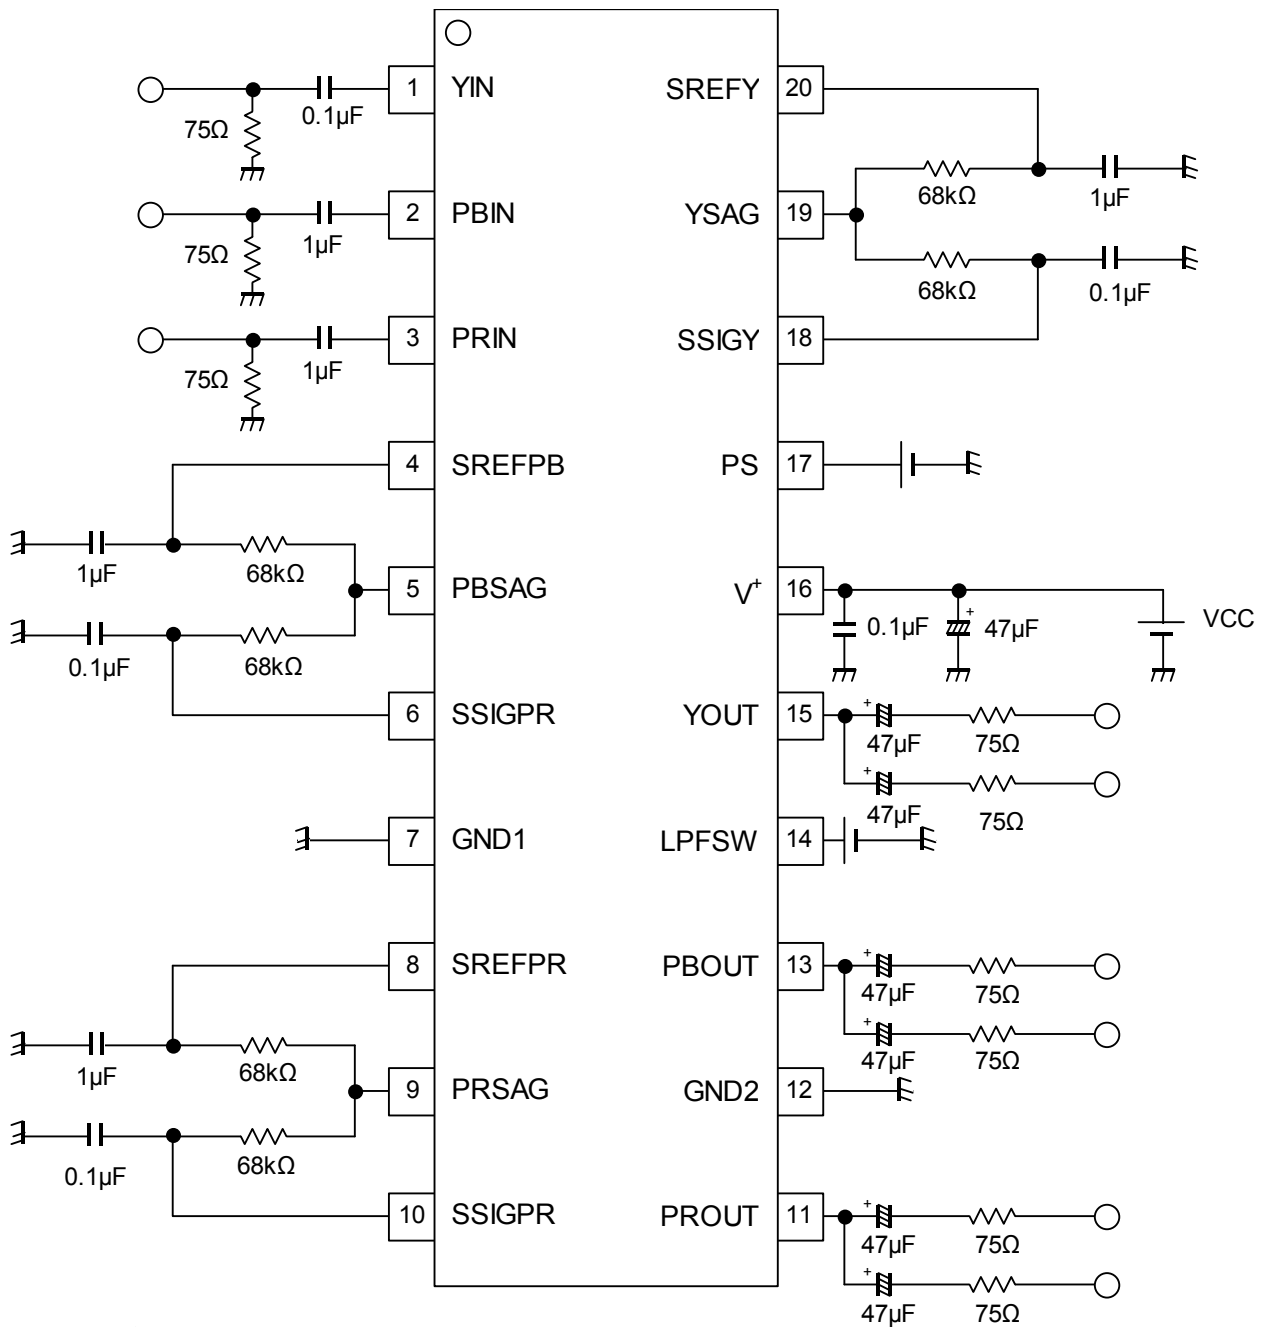 1 YIN SREFY 20
75Ω 0.1µF
68kΩ 1µF
2 PBIN YSAG 19
75Ω 1µF
68kΩ 0.1µF
3 PRIN SSIGY 18
75Ω 1µF
4 SREFPB PS 17
1µF 68kΩ
5 PBSAG V+ 16
0.1µF + 47µF VCC
0.1µF 68kΩ
6 SSIGPR YOUT 15
+ 47µF 75Ω
+ 47µF 75Ω
7 GND1 LPFSW 14
8 SREFPR PBOUT 13
+ 47µF 75Ω
+ 47µF 75Ω
1µF 68kΩ
9 PRSAG GND2 12
0.1µF 68kΩ
10 SSIGPR PROUT 11
+ 47µF 75Ω
+ 47µF 75Ω